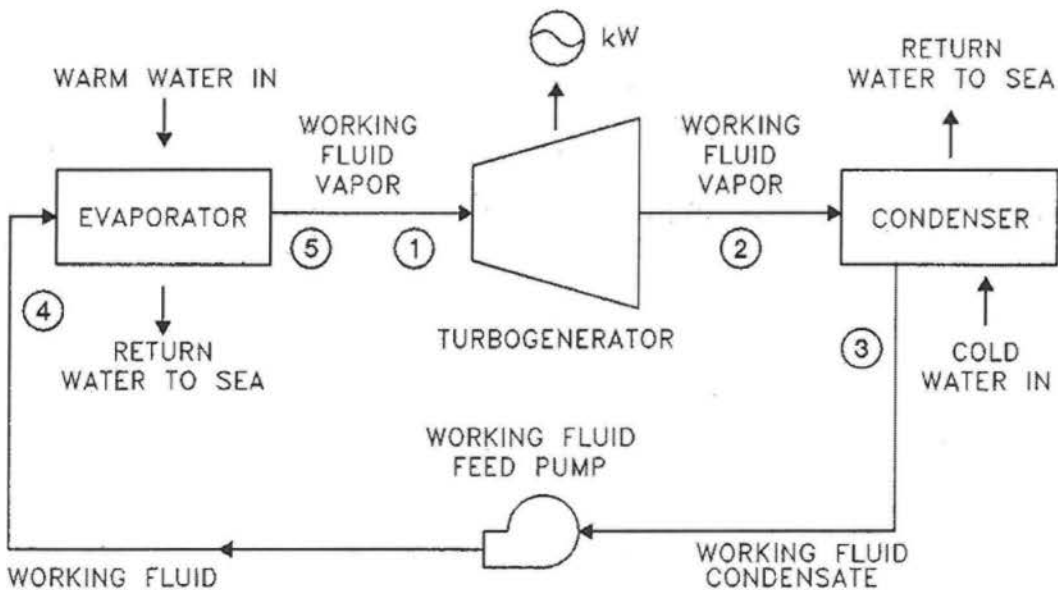 kW
RETURN
WATER TO SEA
WARM WATER IN
WORKING
FLUID
VAPOR
WORKING
FLUID
VAPOR
EVAPORATOR
CONDENSER
5
1
2
4
3
TURBOGENERATOR
RETURN
WATER TO SEA
COLD
WATER IN
WORKING FLUID
FEED PUMP
WORKING FLUID
WORKING FLUID
CONDENSATE